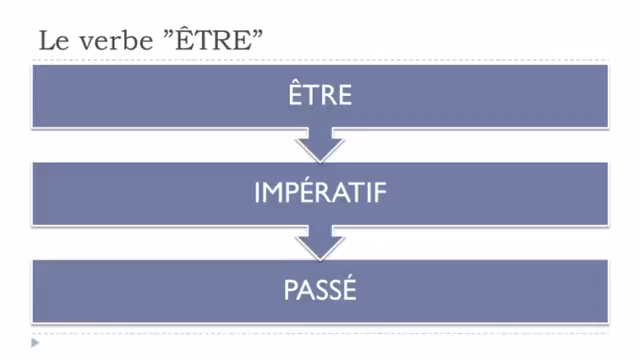 Le verbe ”ÊTRE”
ÊTRE
IMPÉRATIF
PASSÉ